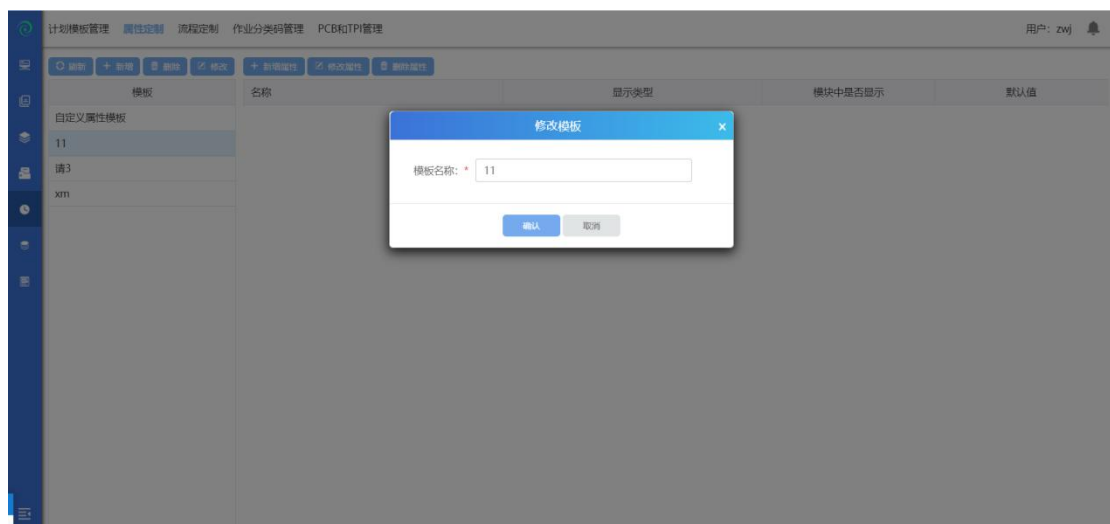 计划模板管理 属性定制 流程定制 作业分类码管理 PCB和TPI管理 用户：zwj
刷新 + 新增 删除 修改 + 新增属性 修改属性 删除属性
模板 名称 显示类型 模块中是否显示 默认值
自定义属性模板
11
请3
xm
修改模板 x
模板名称：* 11
确认 取消